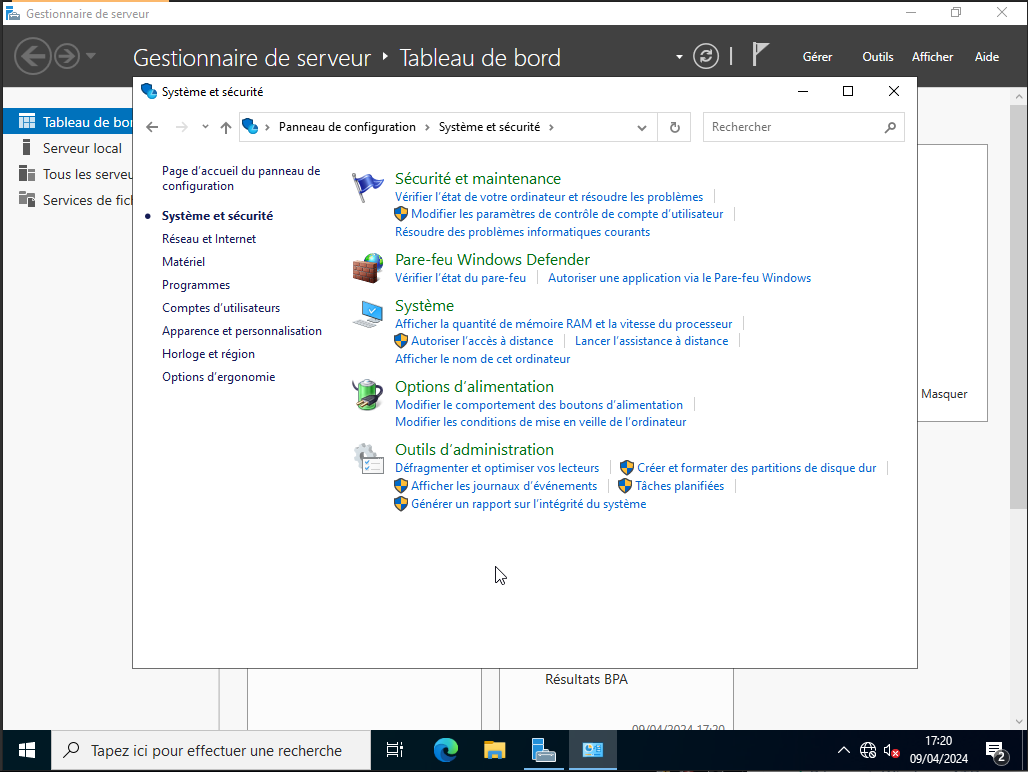 Gestionnaire de serveur
Gestionnaire de serveur Tableau de bord
Gérer Outils Afficher Aide
Système et sécurité
Panneau de configuration Système et sécurité
Rechercher
Tableau de bor
Serveur local
Tous les serveu
Services de fich
Page d'accueil du panneau de
configuration
Système et sécurité
Réseau et Internet
Matériel
Programmes
Comptes d'utilisateurs
Apparence et personnalisation
Horloge et région
Options d'ergonomie
Sécurité et maintenance
Vérifier l'état de votre ordinateur et résoudre les problèmes
Modifier les paramètres de contrôle de compte d'utilisateur
Résoudre des problèmes informatiques courants
Pare-feu Windows Defender
Vérifier l'état du pare-feu Autoriser une application via le Pare-feu Windows
Système
Afficher la quantité de mémoire RAM et la vitesse du processeur
Autoriser l'accès à distance Lancer l'assistance à distance
Afficher le nom de cet ordinateur
Options d'alimentation
Modifier le comportement des boutons d'alimentation
Modifier les conditions de mise en veille de l'ordinateur
Outils d'administration
Défragmenter et optimiser vos lecteurs Créer et formater des partitions de disque dur
Afficher les journaux d'événements Tâches planifiées
Générer un rapport sur l'intégrité du système
Masquer
Résultats BPA
09/04/2024 17:20
Tapez ici pour effectuer une recherche
17:20
09/04/2024
2